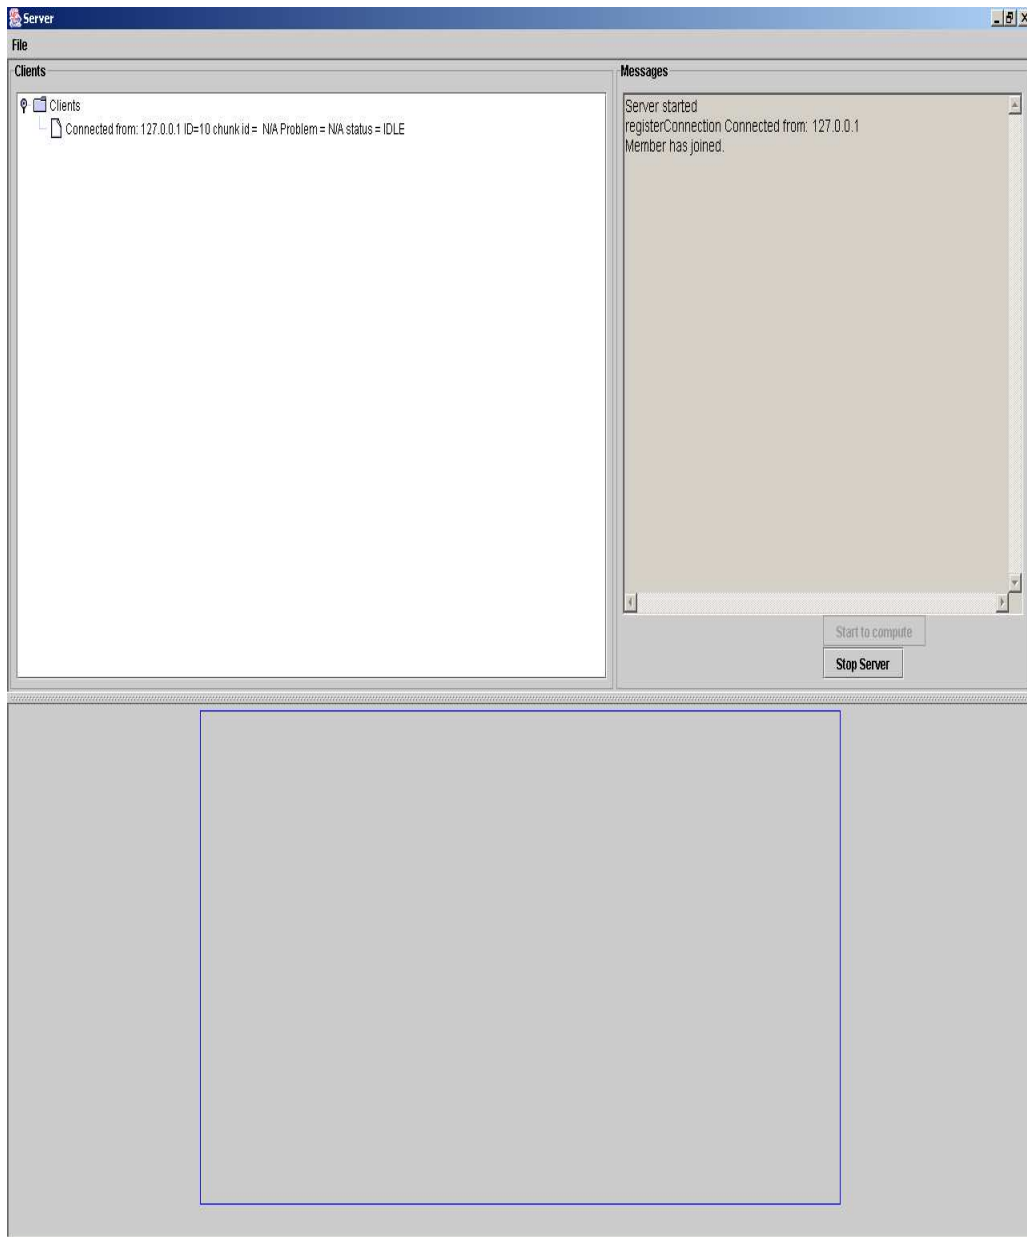 Server
File
Clients
Clients
Connected from: 127.0.0.1 ID=10 chunk id = N/A Problem = N/A status = IDLE
Messages
Server started
registerConnection Connected from: 127.0.0.1
Member has joined.
Start to compute
Stop Server